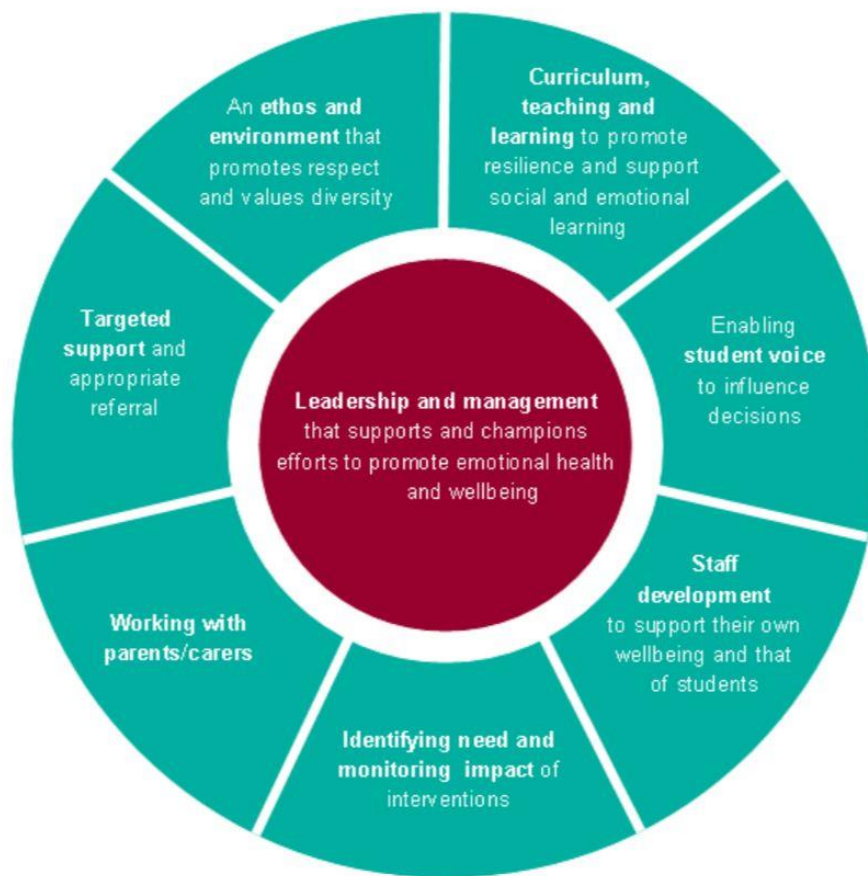 An ethos and
environment that
promotes respect
and values diversity
Curriculum,
teaching and
learning to promote
resilience and support
social and emotional
learning
Enabling
student voice
to influence
decisions
Staff
development
to support their own
wellbeing and that
of students
Identifying need and
monitoring impact of
interventions
Working with
parents/carers
Targeted
support and
appropriate
referral
Leadership and management
that supports and champions
efforts to promote emotional health
and wellbeing